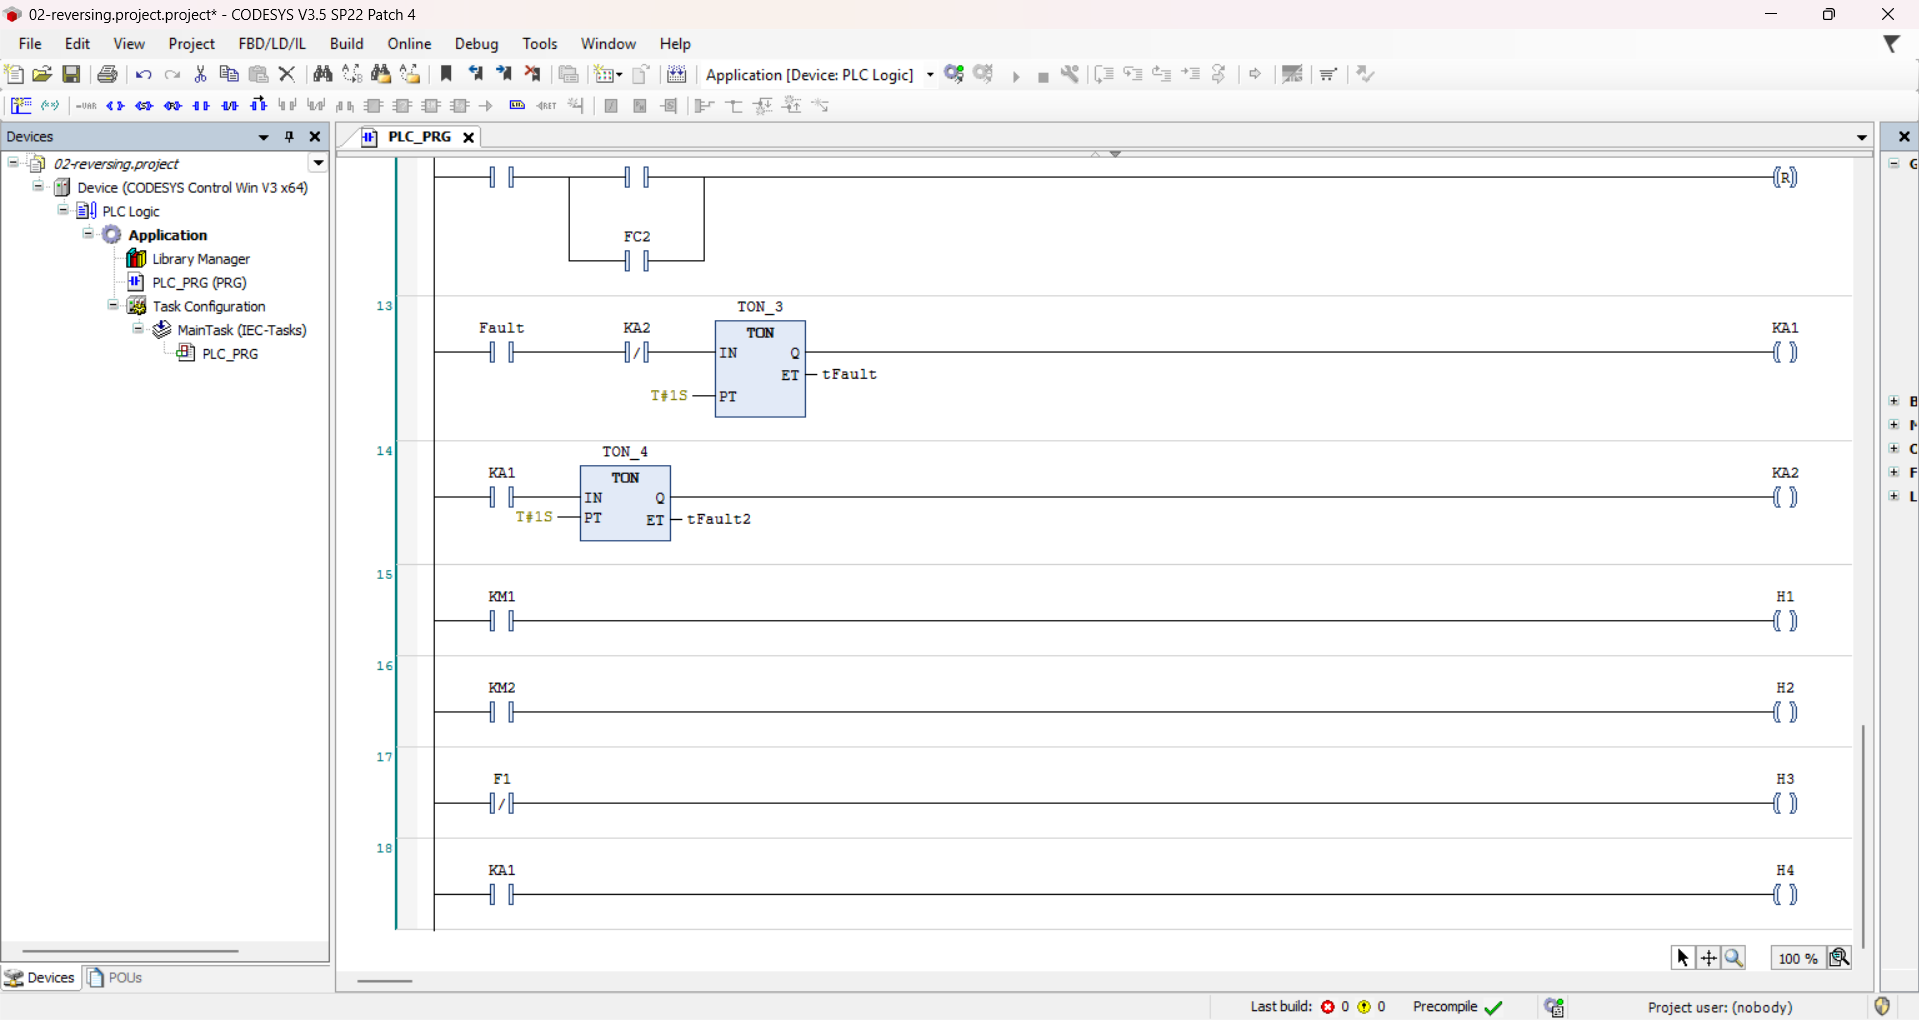 02-reversing.project.project* - CODESYS V3.5 SP22 Patch 4
File Edit View Project FBD/LD/IL Build Online Debug Tools Window Help
Application [Device: PLC Logic]
Devices
PLC_PRG
02-reversing.project
Device (CODESYS Control Win V3 x64)
PLC Logic
Application
Library Manager
PLC_PRG (PRG)
Task Configuration
MainTask (IEC-Tasks)
PLC_PRG
R
FC2
13
TON_3
Fault KA2 TON KA1
IN Q
ET tFault
T#1S PT
14
TON_4
KA1 TON KA2
IN Q
T#1S PT ET tFault2
15
KM1 H1
16
KM2 H2
17
F1 H3
18
KA1 H4
100 %
Devices POUs
Last build: 0 0 Precompile Project user: (nobody)